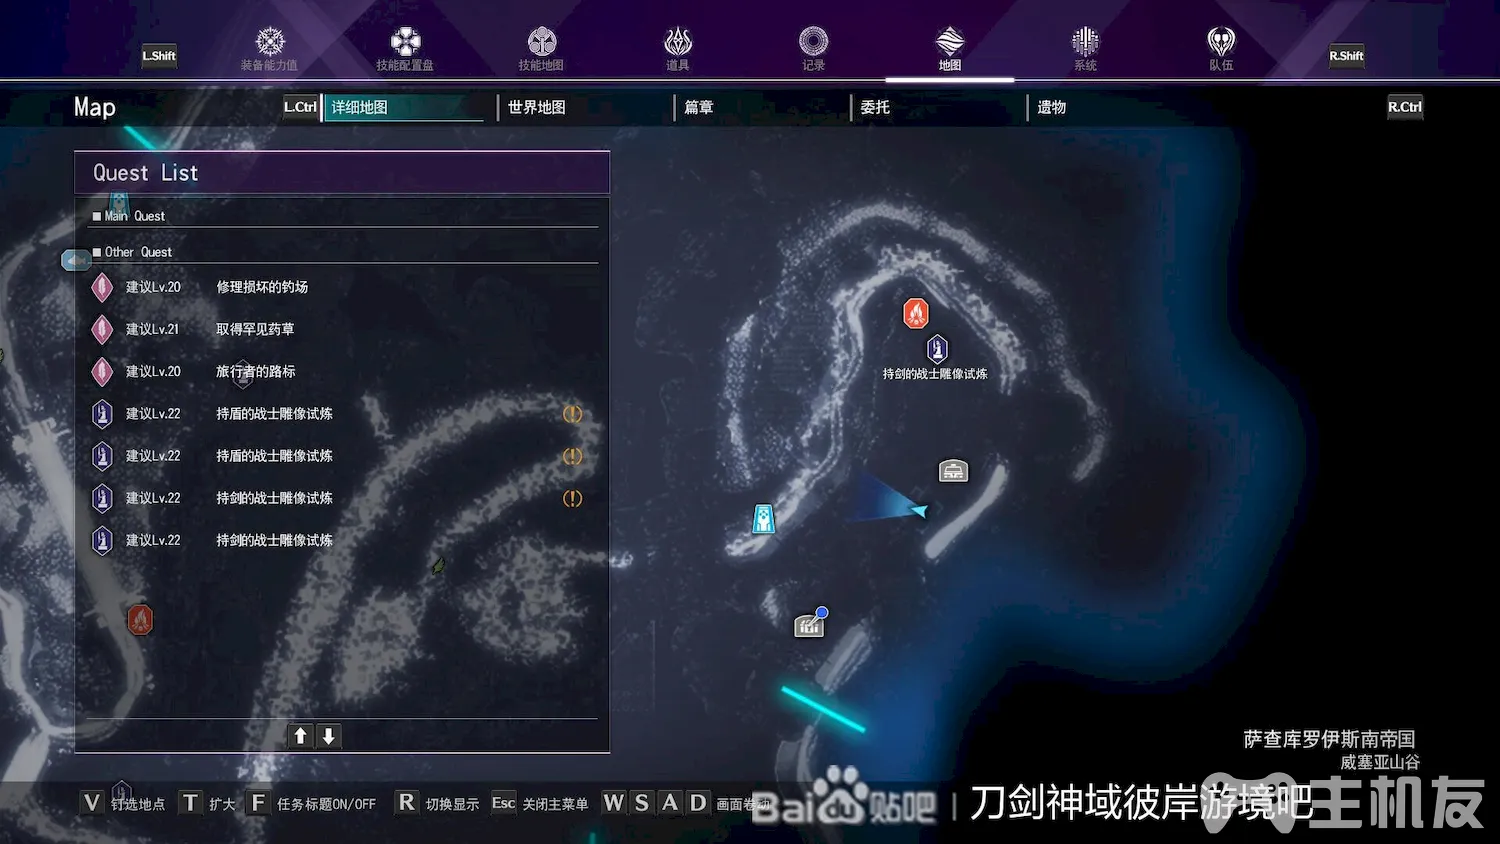 L.Shift
装备能力值
技能配置盘
技能地图
道具
记录
地图
系统
队伍
R.Shift
Map
L.Ctrl
详细地图
世界地图
篇章
委托
遗物
R.Ctrl
Quest List
Main Quest
Other Quest
建议Lv.20 修理损坏的钓场
建议Lv.21 取得罕见药草
建议Lv.20 旅行者的路标
建议Lv.22 持盾的战士雕像试炼
建议Lv.22 持盾的战士雕像试炼
建议Lv.22 持剑的战士雕像试炼
建议Lv.22 持剑的战士雕像试炼
持剑的战士雕像试炼
萨查库罗伊斯南帝国
威塞亚山谷
V 钉选地点 T 扩大 F 任务标题ON/OFF R 切换显示 Esc 关闭主菜单 W S A D 画面卷动
Bai贴吧 | 刀剑神域彼岸游境吧
主机友